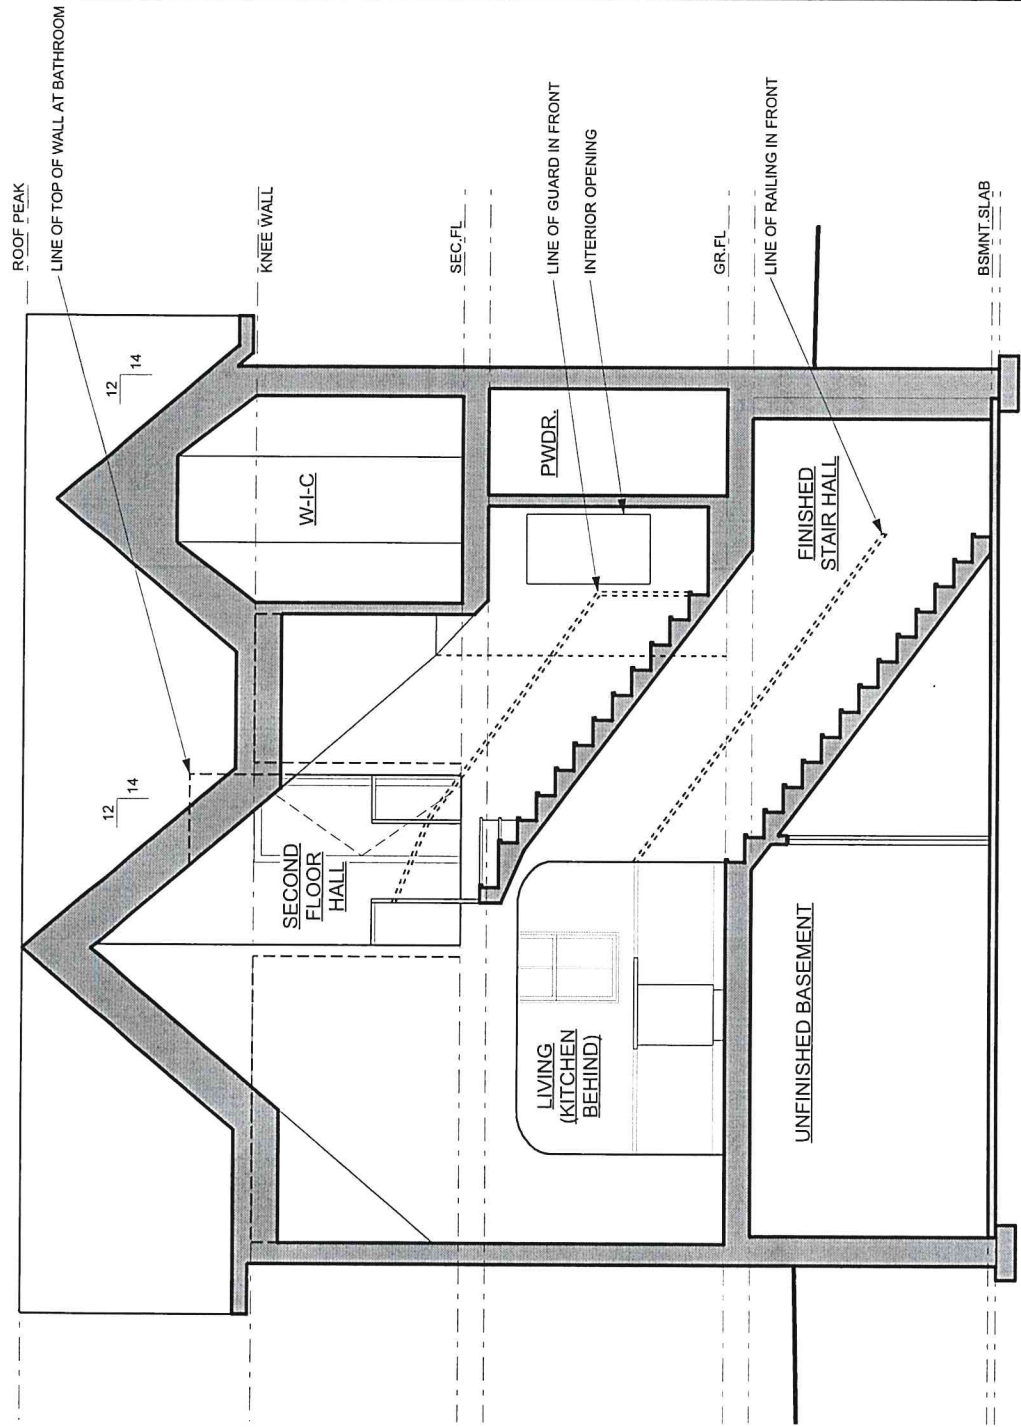 ROOF PEAK
LINE OF TOP OF WALL AT BATHROOM
KNEE WALL
SEC.FL
LINE OF GUARD IN FRONT
INTERIOR OPENING
GR.FL
LINE OF RAILING IN FRONT
BSMNT.SLAB
12
14
12
14
W-I-C
PWDR.
SECOND
FLOOR
HALL
FINISHED
STAIR HALL
LIVING
(KITCHEN
BEHIND)
UNFINISHED BASEMENT